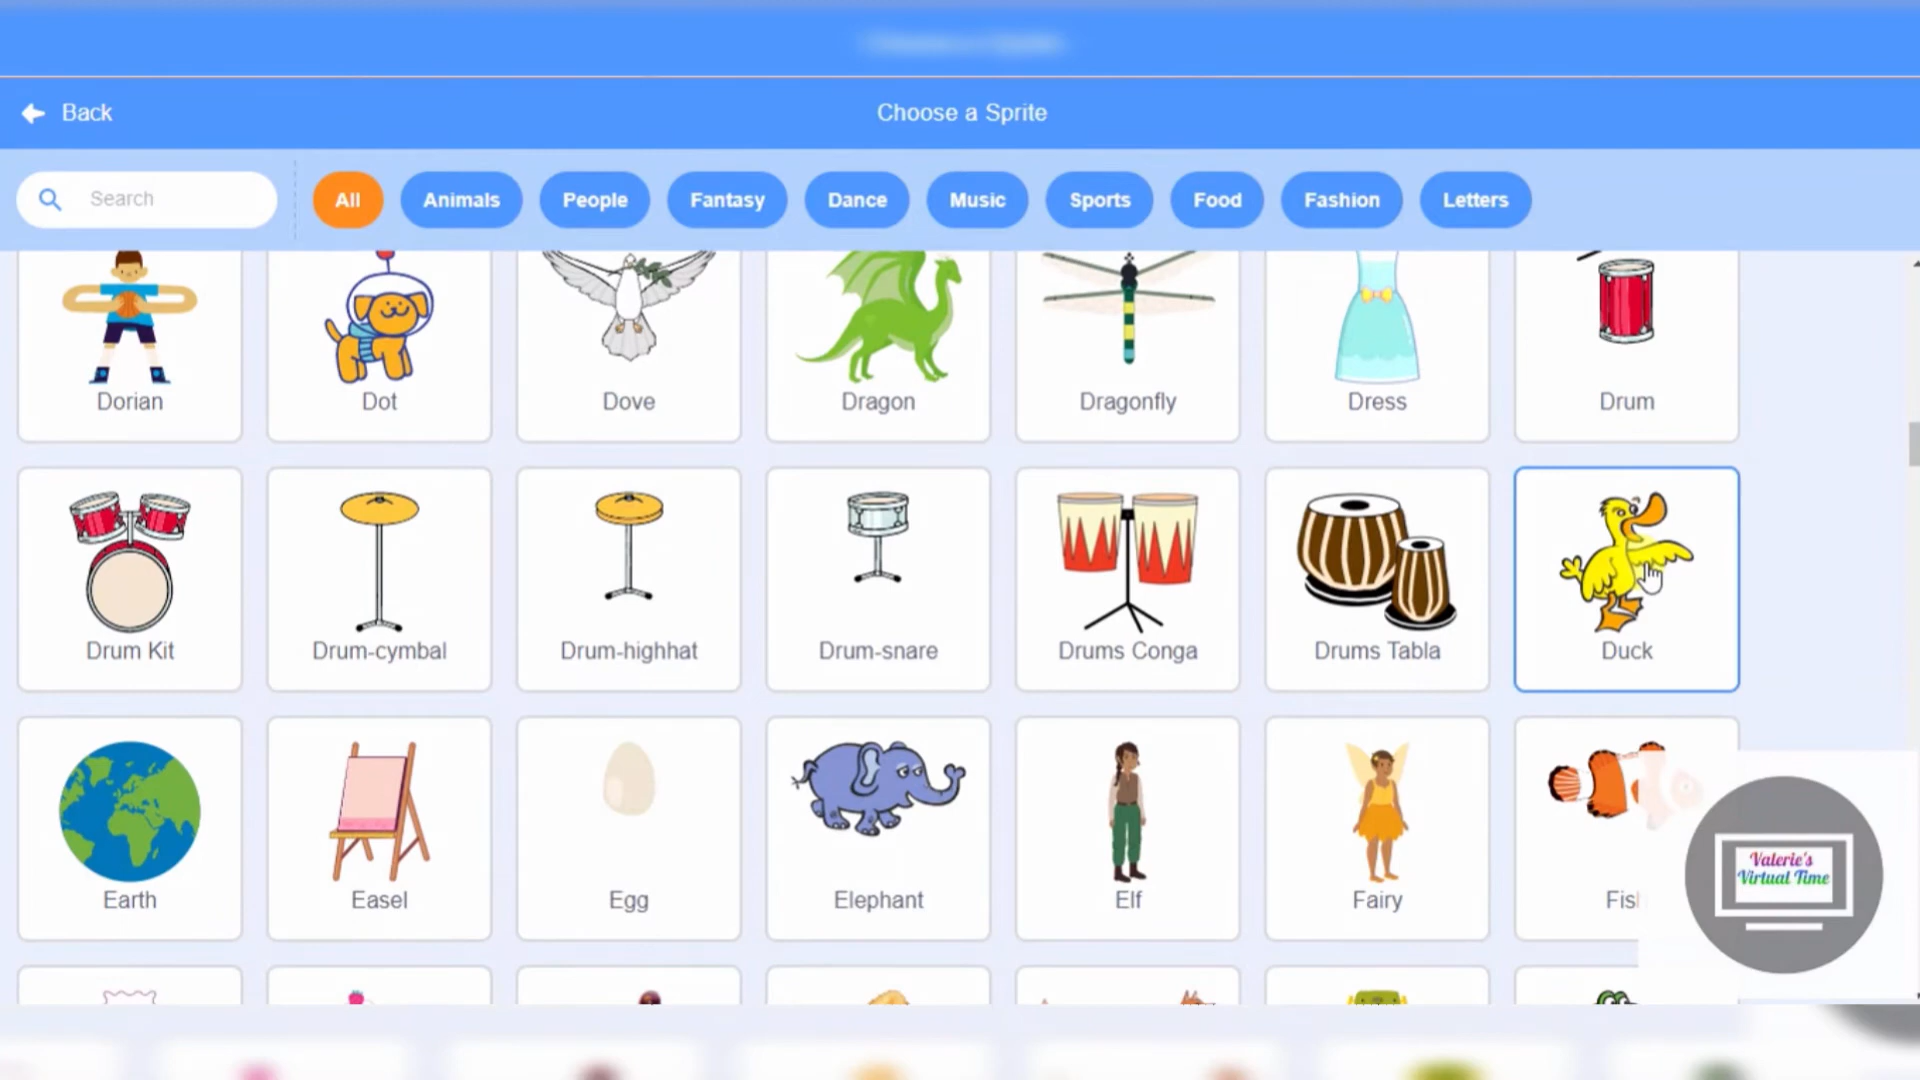 Back
Choose a Sprite
Search
All
Animals
People
Fantasy
Dance
Music
Sports
Food
Fashion
Letters
Dorian
Dot
Dove
Dragon
Dragonfly
Dress
Drum
Drum Kit
Drum-cymbal
Drum-highhat
Drum-snare
Drums Conga
Drums Tabla
Duck
Earth
Easel
Egg
Elephant
Elf
Fairy
Fish
Valerie's
Virtual Time